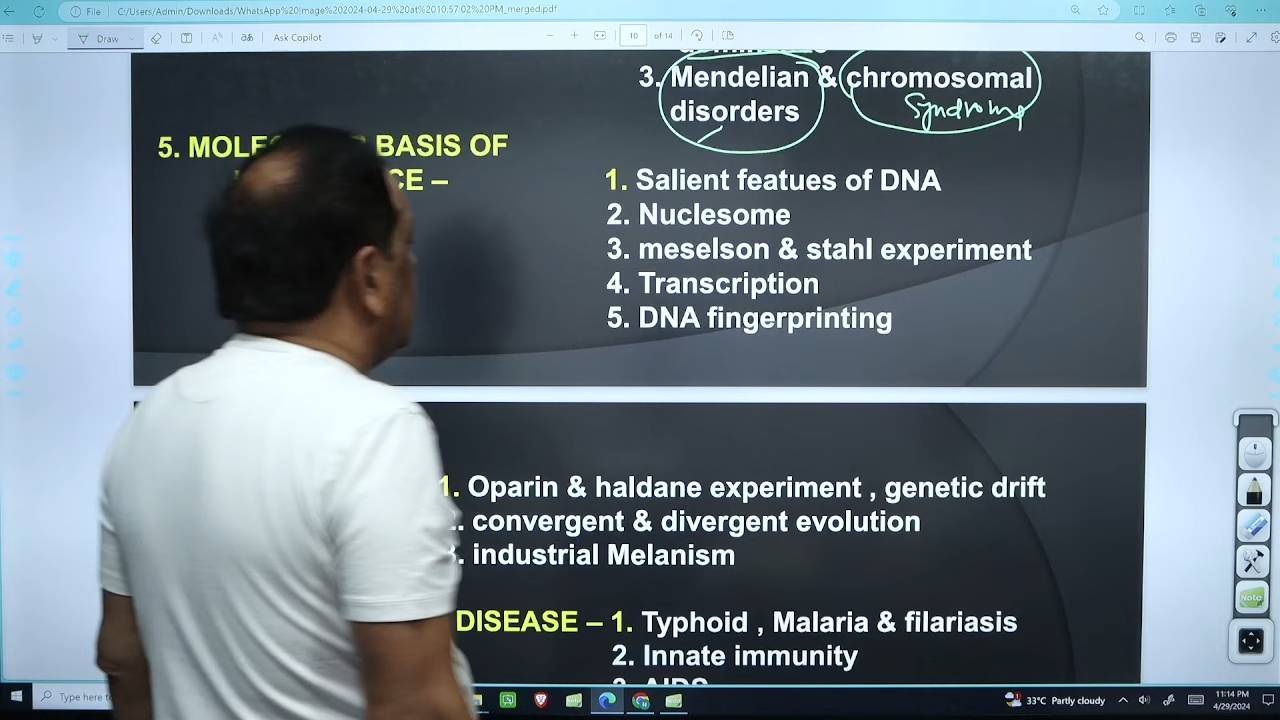 File
C:/Users/Admin/Downloads/WhatsApp%20Image%202024-04-29%20at%2010.57.02%20PM_merged.pdf
Draw
Ask Copilot
10 of 14
3. Mendelian & chromosomal
disorders
Syndrome
5. BASIS OF
–
1. Salient featues of DNA
2. Nuclesome
3. meselson & stahl experiment
4. Transcription
5. DNA fingerprinting
1. Oparin & haldane experiment , genetic drift
convergent & divergent evolution
industrial Melanism
DISEASE – 1. Typhoid , Malaria & filariasis
2. Innate immunity
Note
Type here
33°C Partly cloudy
11:14 PM
4/29/2024